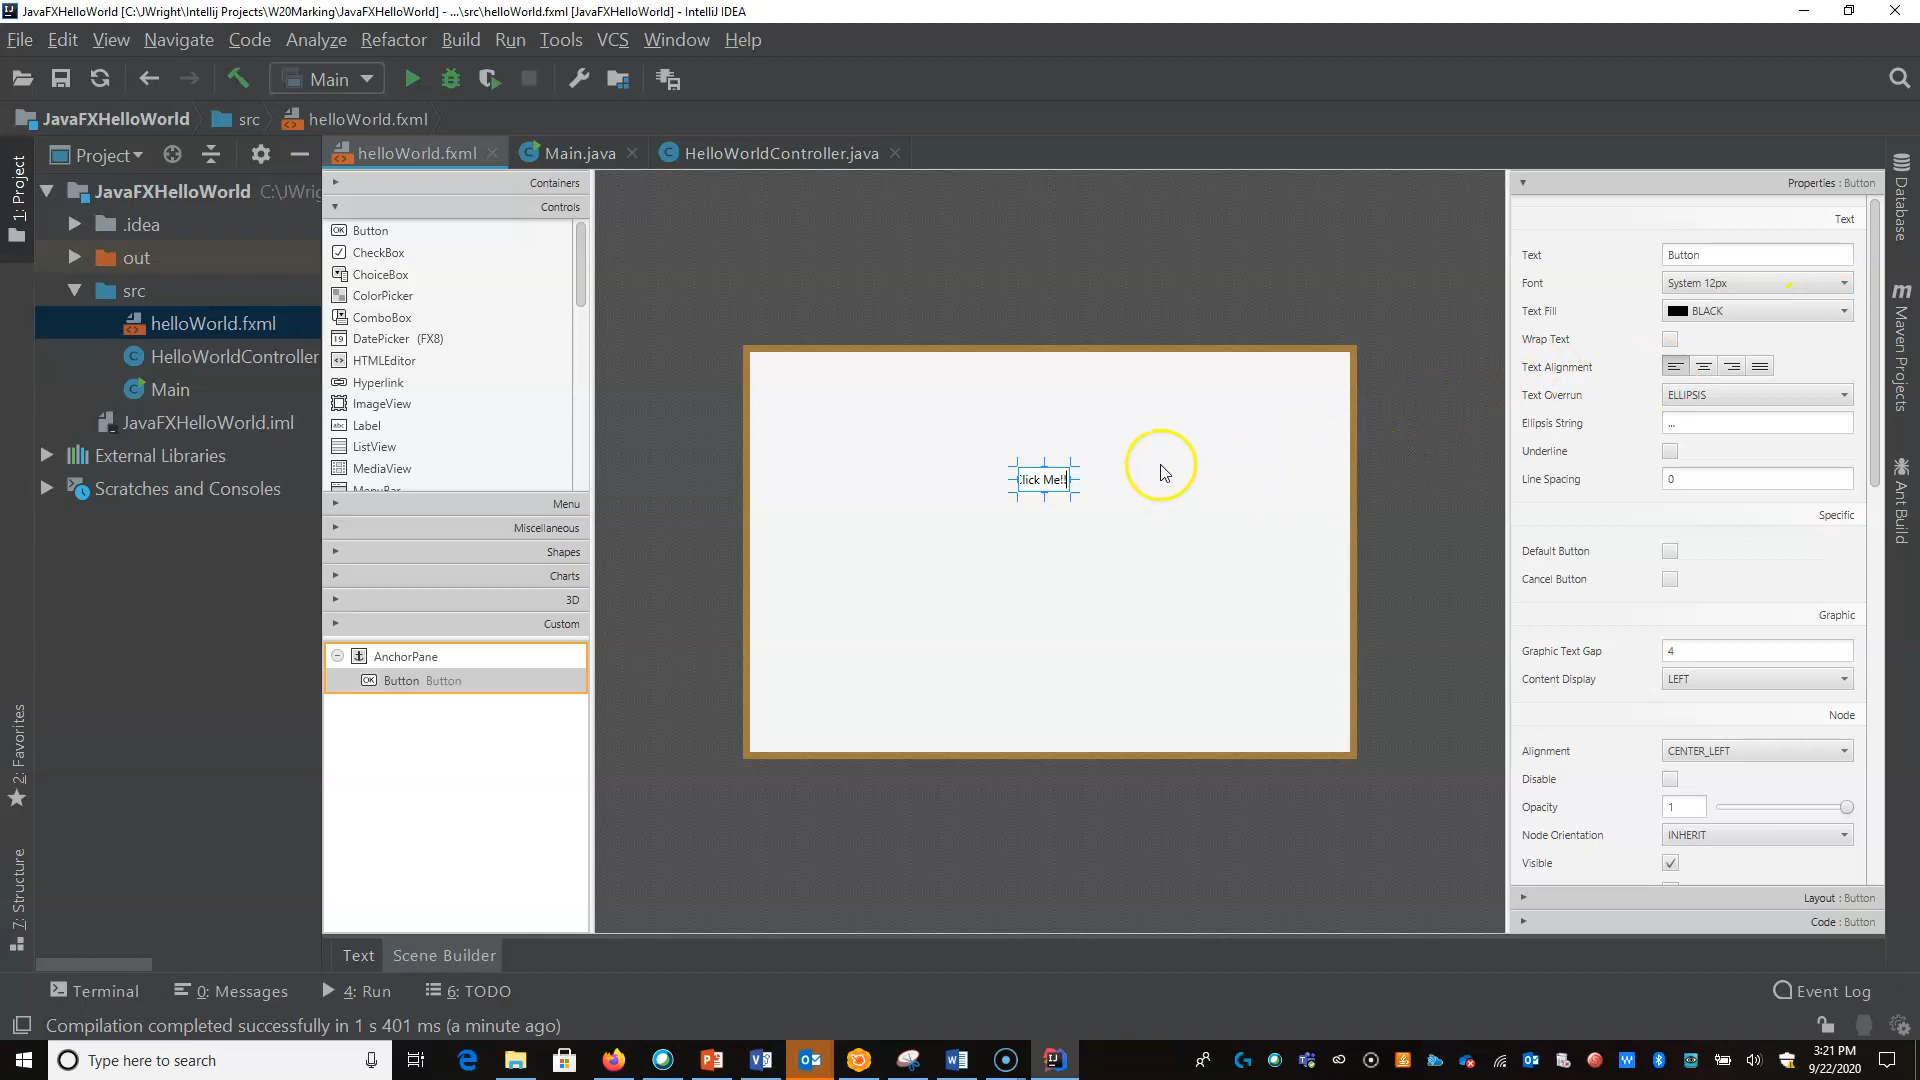 JavaFXHelloWorld [C:\JWright\Intellij Projects\W20Marking\JavaFXHelloWorld] - ...\src\helloWorld.fxml [JavaFXHelloWorld] - IntelliJ IDEA
File Edit View Navigate Code Analyze Refactor Build Run Tools VCS Window Help
Main
JavaFXHelloWorld src helloWorld.fxml
Project helloWorld.fxml Main.java HelloWorldController.java
JavaFXHelloWorld C:\JWrig
.idea
out
src
helloWorld.fxml
HelloWorldController
Main
JavaFXHelloWorld.iml
External Libraries
Scratches and Consoles
1: Project
2: Favorites
7: Structure
Containers
Controls
Button
CheckBox
ChoiceBox
ColorPicker
ComboBox
DatePicker (FX8)
HTMLEditor
Hyperlink
ImageView
Label
ListView
MediaView
MenuBar
Menu
Miscellaneous
Shapes
Charts
3D
Custom
AnchorPane
Button Button
lick Me!!
Properties : Button
Text
Text Button
Font System 12px
Text Fill BLACK
Wrap Text
Text Alignment
Text Overrun ELLIPSIS
Ellipsis String ...
Underline
Line Spacing 0
Specific
Default Button
Cancel Button
Graphic
Graphic Text Gap 4
Content Display LEFT
Node
Alignment CENTER_LEFT
Disable
Opacity 1
Node Orientation INHERIT
Visible
Layout : Button
Code : Button
Database
Maven Projects
Ant Build
Text Scene Builder
Terminal 0: Messages 4: Run 6: TODO Event Log
Compilation completed successfully in 1 s 401 ms (a minute ago)
Type here to search
3:21 PM
9/22/2020